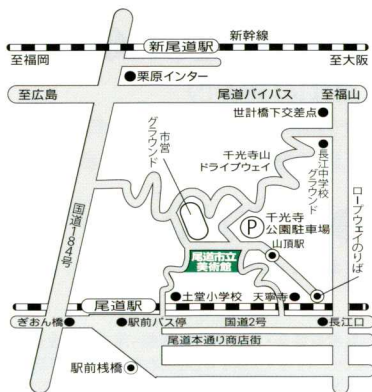 新幹線
新尾道駅
至福岡
至大阪
栗原インター
至広島
尾道バイパス
至福山
世計橋下交差点
市営グラウンド
千光寺山
ドライブウェイ
長江中学校グラウンド
ロープウェイのりば
国道184号
P
千光寺
公園駐車場
山頂駅
尾道市立
美術館
尾道駅
土堂小学校
天寧寺
ぎおん橋
駅前バス停
国道2号
長江口
尾道本通り商店街
駅前桟橋